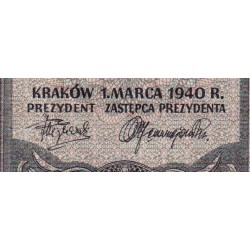 KRAKÓW 1. MARCA 1940 R.
PREZYDENT ZASTĘPCA PREZYDENTA